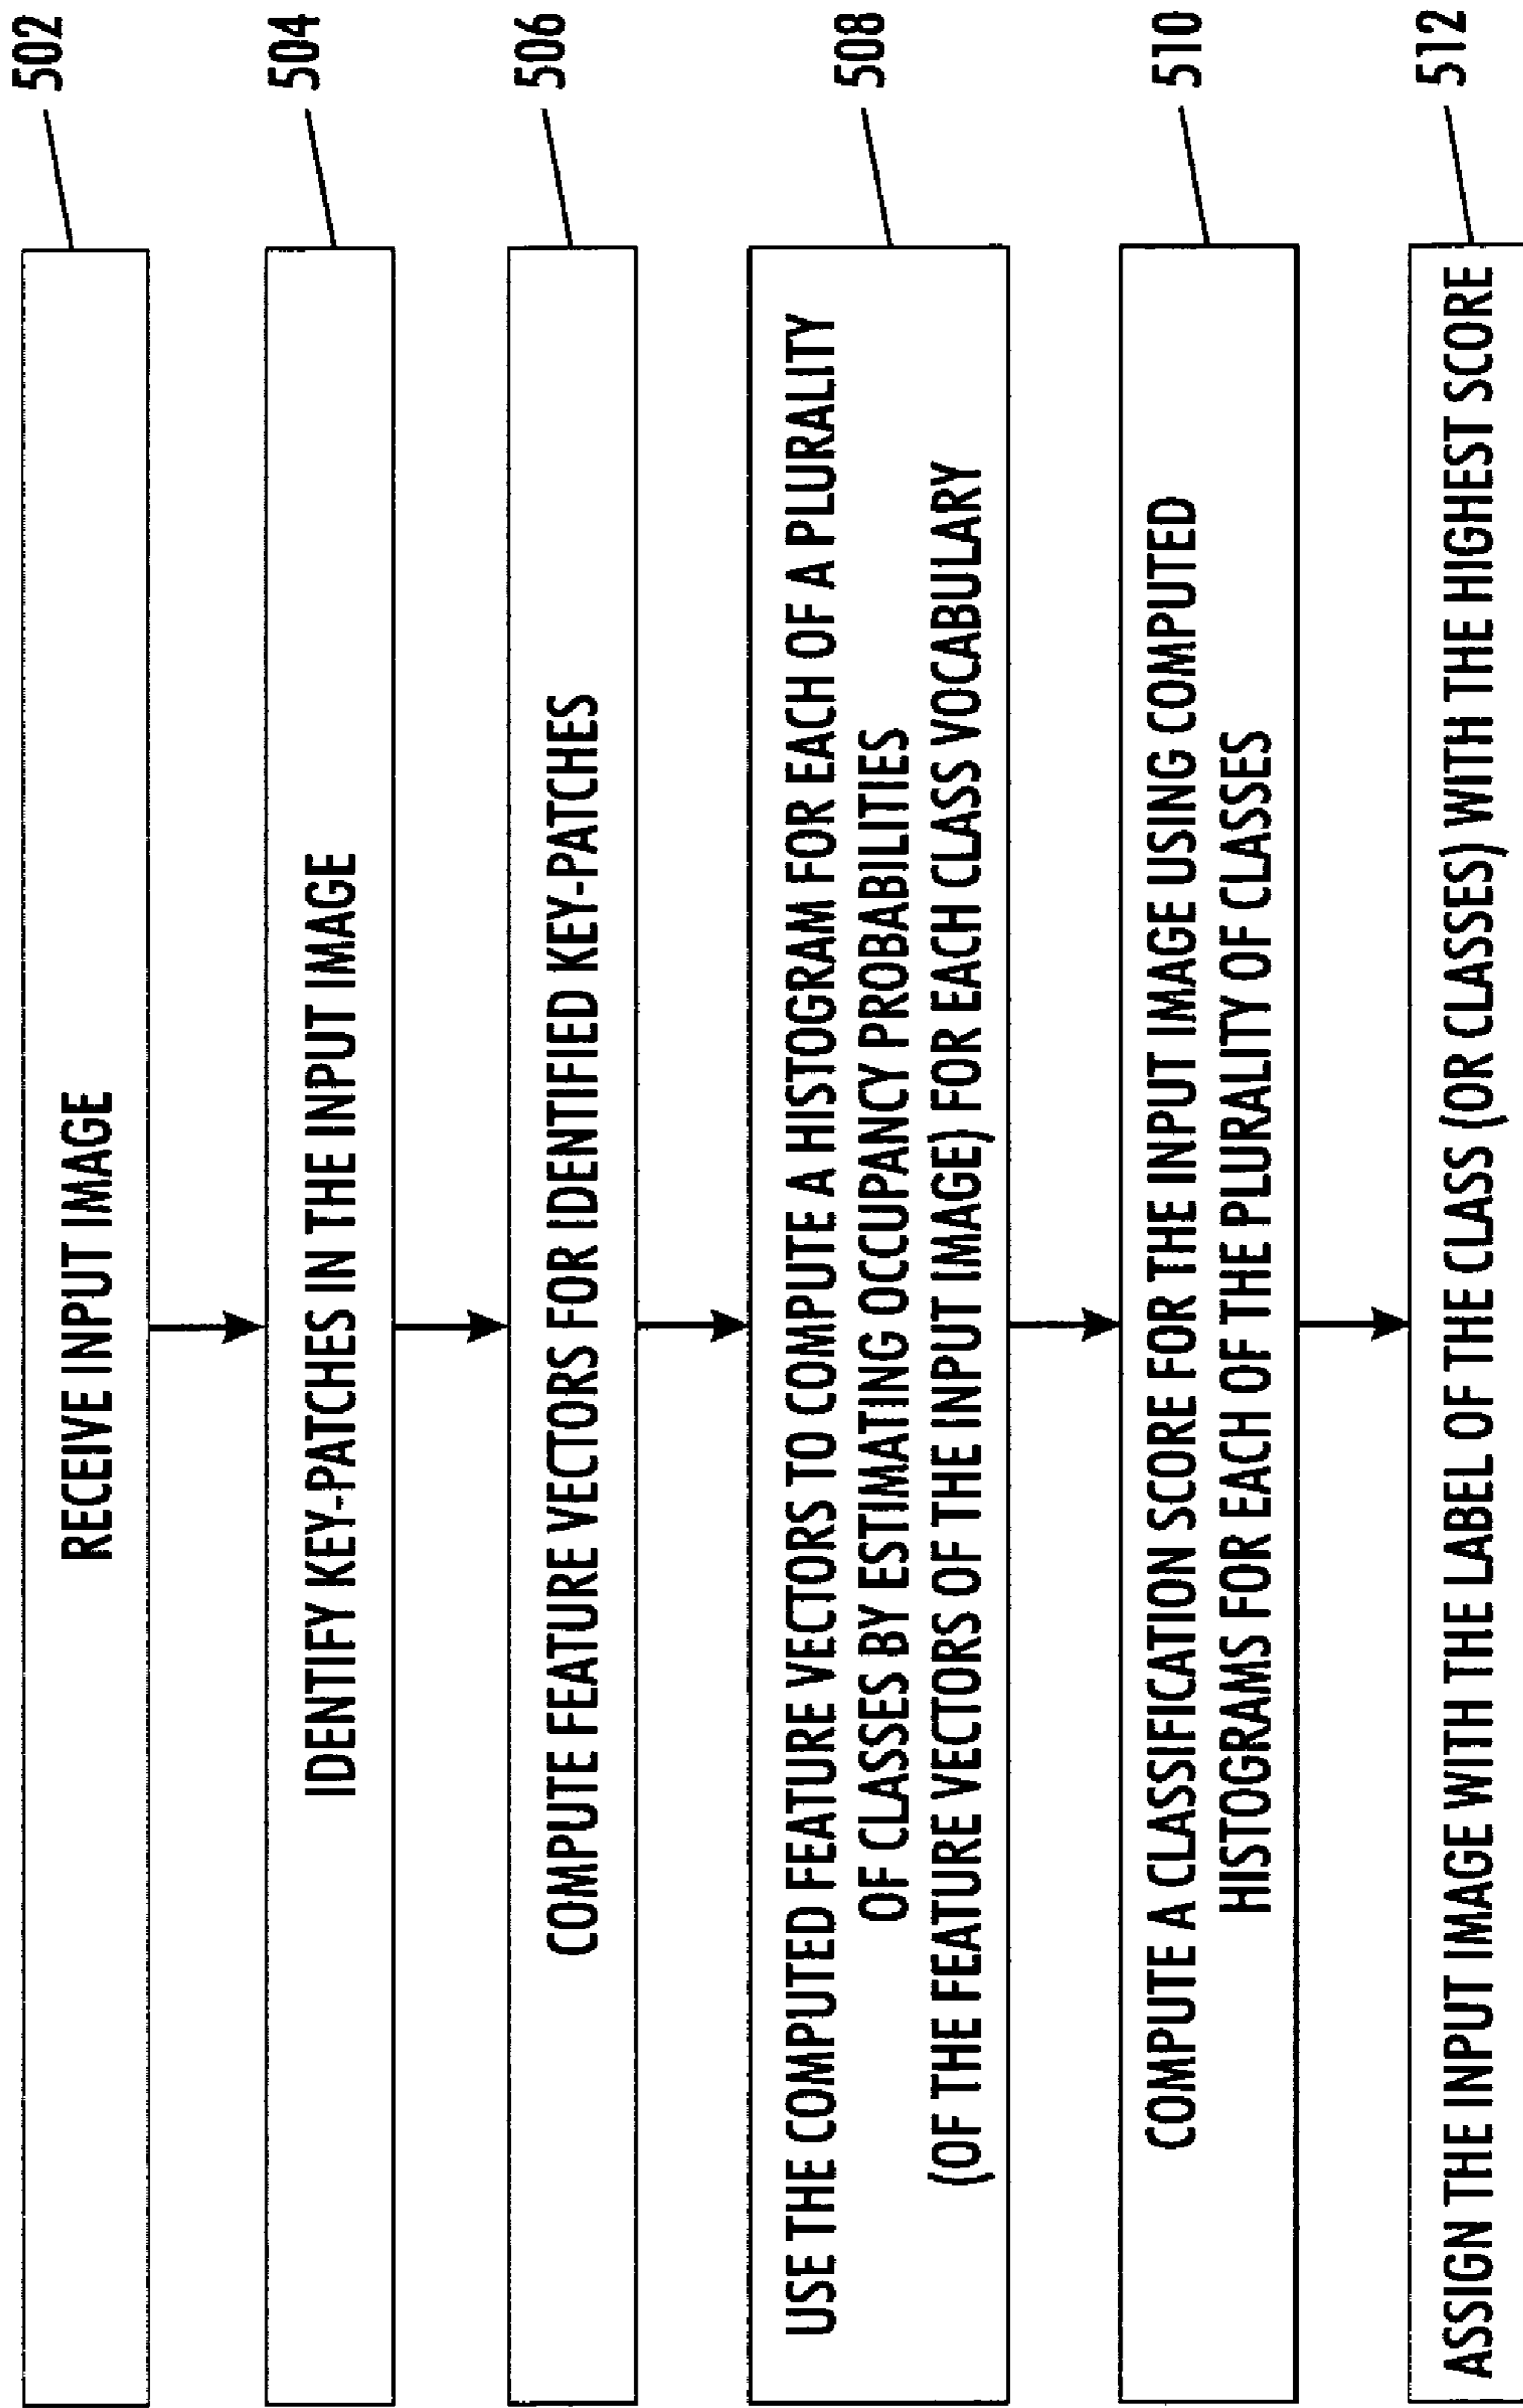 RECEIVE INPUT IMAGE
502
IDENTIFY KEY-PATCHES IN THE INPUT IMAGE
504
COMPUTE FEATURE VECTORS FOR IDENTIFIED KEY-PATCHES
506
USE THE COMPUTED FEATURE VECTORS TO COMPUTE A HISTOGRAM FOR EACH OF A PLURALITY
OF CLASSES BY ESTIMATING OCCUPANCY PROBABILITIES
(OF THE FEATURE VECTORS OF THE INPUT IMAGE) FOR EACH CLASS VOCABULARY
508
COMPUTE A CLASSIFICATION SCORE FOR THE INPUT IMAGE USING COMPUTED
HISTOGRAMS FOR EACH OF THE PLURALITY OF CLASSES
510
ASSIGN THE INPUT IMAGE WITH THE LABEL OF THE CLASS (OR CLASSES) WITH THE HIGHEST SCORE
512